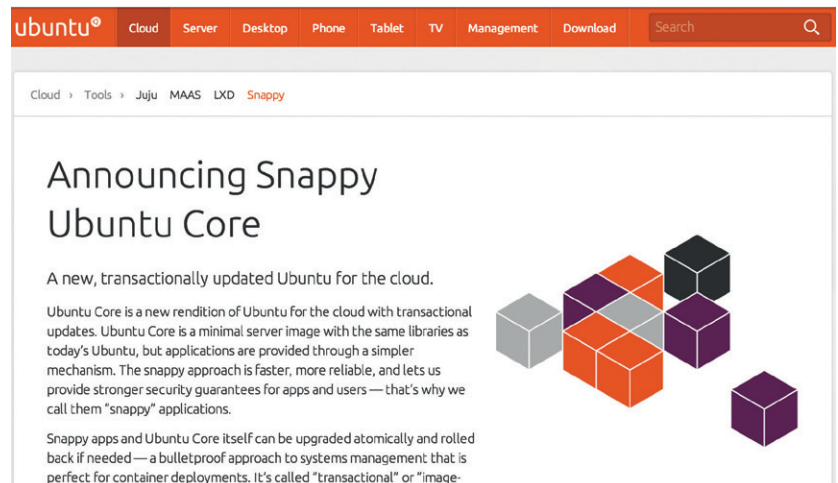 ubuntu® Cloud Server Desktop Phone Tablet TV Management Download Search
Cloud › Tools › Juju MAAS LXD Snappy
Announcing Snappy
Ubuntu Core
A new, transactionally updated Ubuntu for the cloud.
Ubuntu Core is a new rendition of Ubuntu for the cloud with transactional
updates. Ubuntu Core is a minimal server image with the same libraries as
today's Ubuntu, but applications are provided through a simpler
mechanism. The snappy approach is faster, more reliable, and lets us
provide stronger security guarantees for apps and users — that's why we
call them "snappy" applications.
Snappy apps and Ubuntu Core itself can be upgraded atomically and rolled
back if needed — a bulletproof approach to systems management that is
perfect for container deployments. It's called "transactional" or "image-